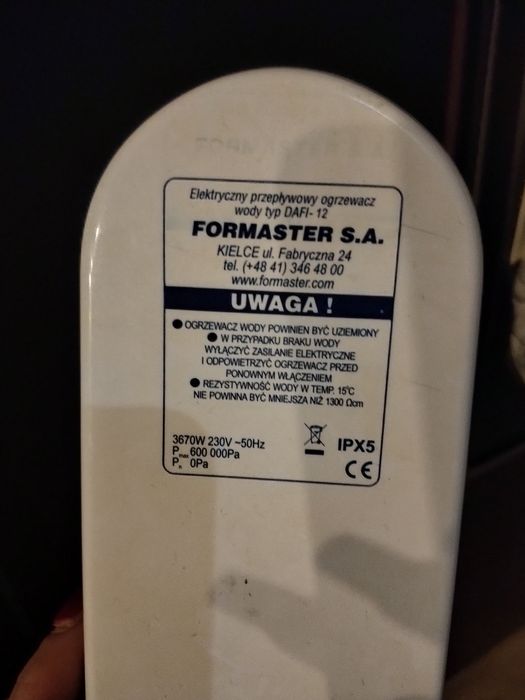 Elektryczny przepływowy ogrzewacz
wody typ DAFI- 12
FORMASTER S.A.
KIELCE ul. Fabryczna 24
tel. (+48 41) 346 48 00
www.formaster.com
UWAGA !
● OGRZEWACZ WODY POWINIEN BYĆ UZIEMIONY
● W PRZYPADKU BRAKU WODY
WYŁĄCZYĆ ZASILANIE ELEKTRYCZNE
I ODPOWIETRZYĆ OGRZEWACZ PRZED
PONOWNYM WŁĄCZENIEM
● REZYSTYWNOŚĆ WODY W TEMP. 15°C
NIE POWINNA BYĆ MNIEJSZA NIŻ 1300 Ωcm
3670W 230V ~50Hz
Pmax 600 000Pa
Pn 0Pa
IPX5
CE